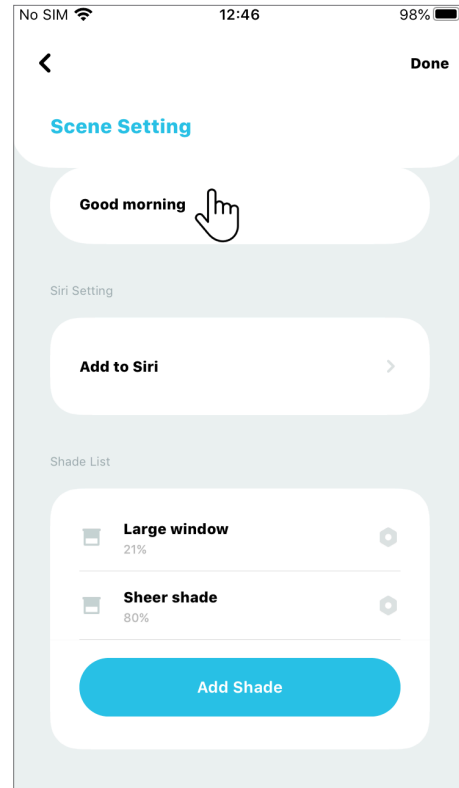 No SIM 12:46 98%
Done
Scene Setting
Good morning
Siri Setting
Add to Siri
Shade List
Large window
21%
Sheer shade
80%
Add Shade